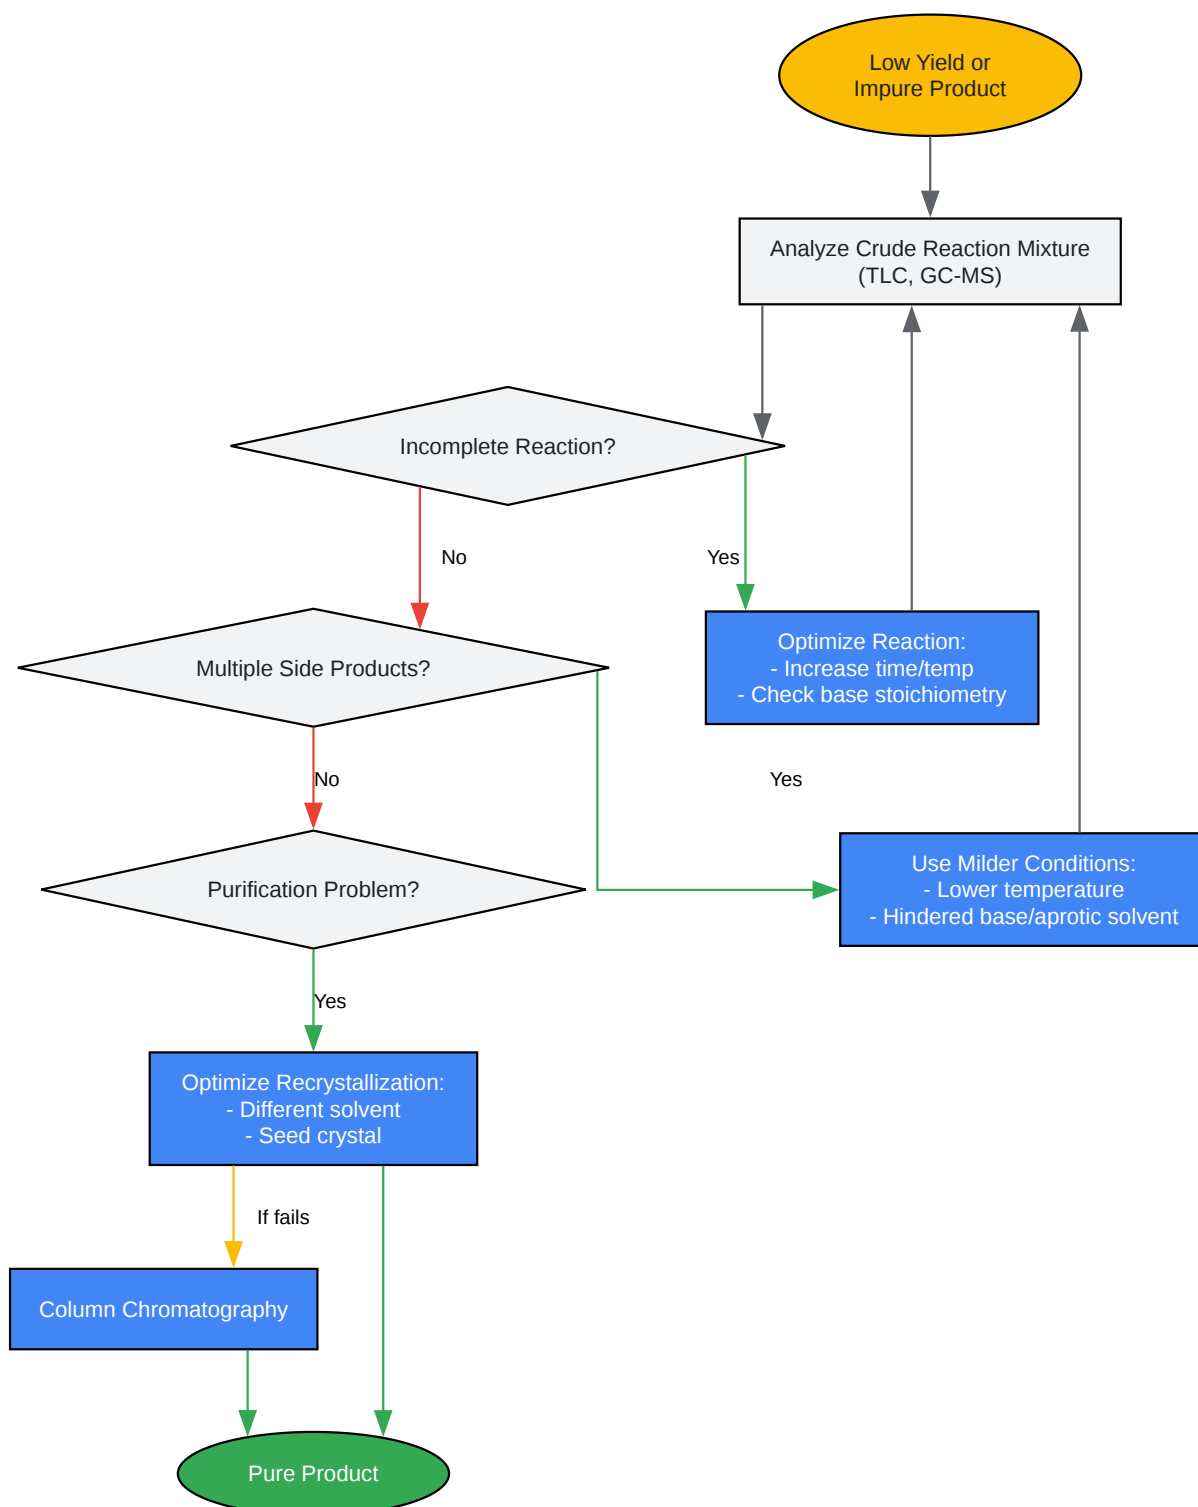 Low Yield or
Impure Product
Analyze Crude Reaction Mixture
(TLC, GC-MS)
Incomplete Reaction?
No
Yes
Optimize Reaction:
- Increase time/temp
- Check base stoichiometry
Multiple Side Products?
No
Yes
Use Milder Conditions:
- Lower temperature
- Hindered base/aprotic solvent
Purification Problem?
Yes
Optimize Recrystallization:
- Different solvent
- Seed crystal
If fails
Column Chromatography
Pure Product